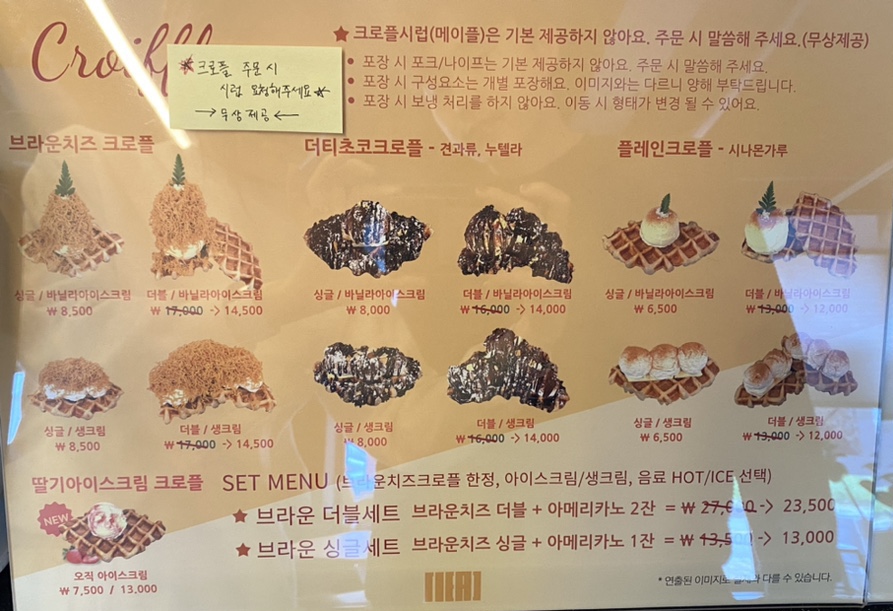 Croiffl
★ 크로플시럽(메이플)은 기본 제공하지 않아요. 주문 시 말씀해 주세요.(무상제공)
• 포장 시 포크/나이프는 기본 제공하지 않아요. 주문 시 말씀해 주세요.
• 포장 시 구성요소는 개별 포장해요. 이미지와는 다르니 양해 부탁드립니다.
• 포장 시 보냉 처리를 하지 않아요. 이동 시 형태가 변경 될 수 있어요.
★크로플 주문 시
시럽 요청해주세요★
→무상제공←
브라운치즈 크로플
더티초코크로플 - 견과류, 누텔라
플레인크로플 - 시나몬가루
싱글 / 바닐라아이스크림
₩ 8,500
더블 / 바닐라아이스크림
₩ 17,000 -> 14,500
싱글 / 바닐라아이스크림
₩ 8,000
더블 / 바닐라아이스크림
₩ 16,000 -> 14,000
싱글 / 바닐라아이스크림
₩ 6,500
더블 / 바닐라아이스크림
₩ 13,000 -> 12,000
싱글 / 생크림
₩ 8,500
더블 / 생크림
₩ 17,000 -> 14,500
싱글 / 생크림
₩ 8,000
더블 / 생크림
₩ 16,000 -> 14,000
싱글 / 생크림
₩ 6,500
더블 / 생크림
₩ 13,000 -> 12,000
딸기아이스크림 크로플
NEW
오직 아이스크림
₩ 7,500 / 13,000
SET MENU (브라운치즈크로플 한정, 아이스크림/생크림, 음료 HOT/ICE 선택)
★ 브라운 더블세트 브라운치즈 더블 + 아메리카노 2잔 = ₩ 27,000 -> 23,500
★ 브라운 싱글세트 브라운치즈 싱글 + 아메리카노 1잔 = ₩ 13,500 -> 13,000
* 연출된 이미지로 실제와 다를 수 있습니다.